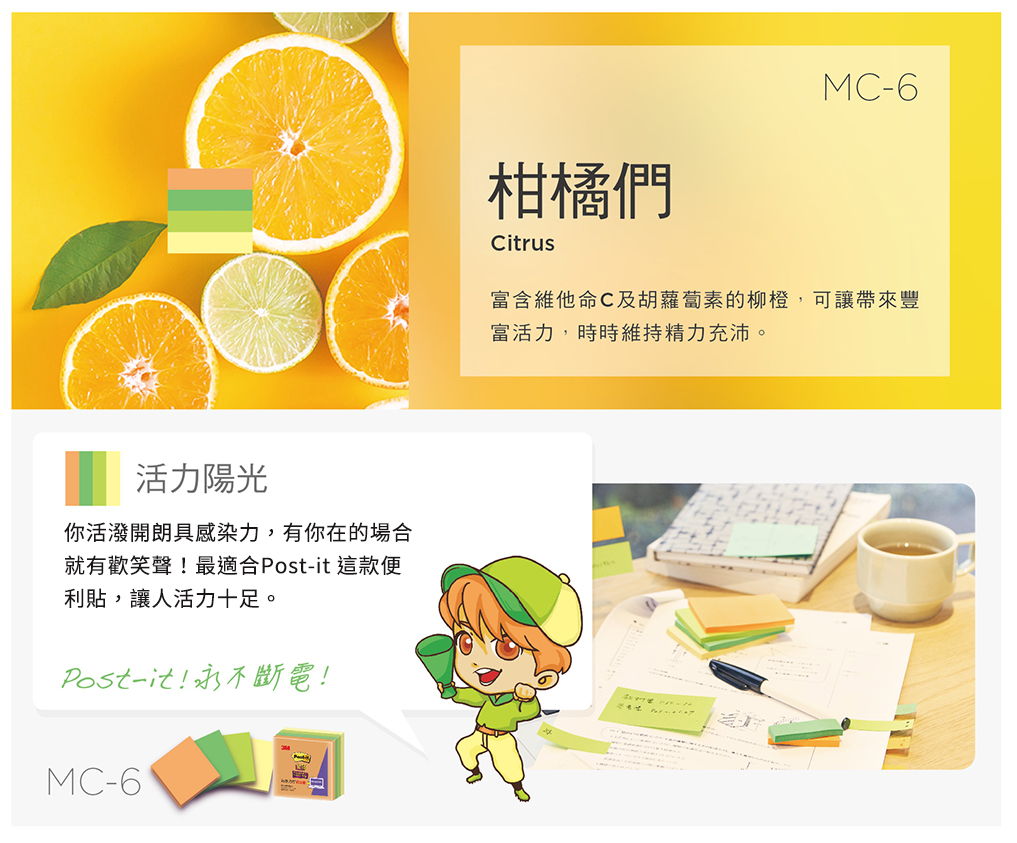 MC-6
柑橘們
Citrus
富含維他命C及胡蘿蔔素的柳橙，可讓帶來豐
富活力，時時維持精力充沛。
活力陽光
你活潑開朗具感染力，有你在的場合
就有歡笑聲！最適合Post-it 這款便
利貼，讓人活力十足。
Post-it!永不斷電!
MC-6
3M
Post-it